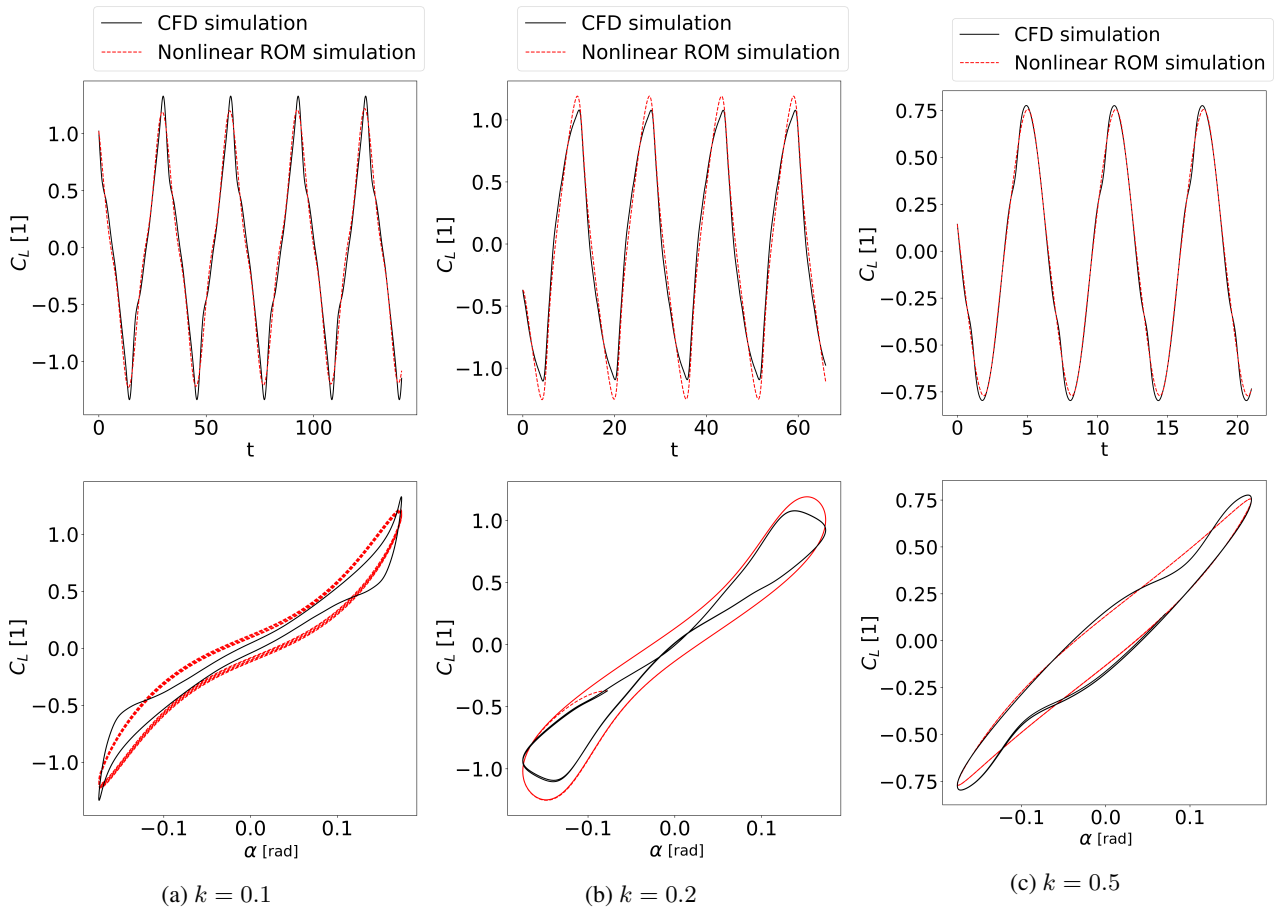 CFD simulation
Nonlinear ROM simulation
1.0
0.5
0.0
−0.5
−1.0
C_L [1]
0 50 100
t
CFD simulation
Nonlinear ROM simulation
1.0
0.5
0.0
−0.5
−1.0
C_L [1]
0 20 40 60
t
CFD simulation
Nonlinear ROM simulation
0.75
0.50
0.25
0.00
−0.25
−0.50
−0.75
C_L [1]
0 5 10 15 20
t
1.0
0.5
0.0
−0.5
−1.0
C_L [1]
−0.1 0.0 0.1
α [rad]
(a) k = 0.1
1.0
0.5
0.0
−0.5
−1.0
C_L [1]
−0.1 0.0 0.1
α [rad]
(b) k = 0.2
0.75
0.50
0.25
0.00
−0.25
−0.50
−0.75
C_L [1]
−0.1 0.0 0.1
α [rad]
(c) k = 0.5